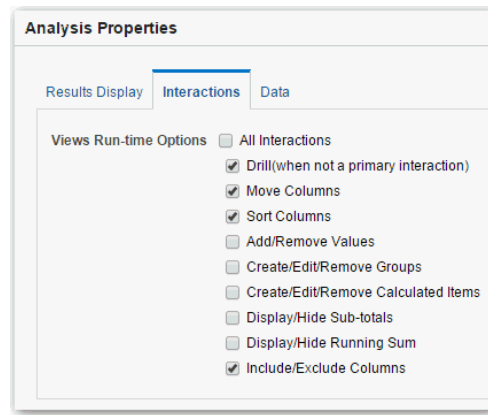 Analysis Properties
Results Display Interactions Data
Views Run-time Options All Interactions
Drill(when not a primary interaction)
Move Columns
Sort Columns
Add/Remove Values
Create/Edit/Remove Groups
Create/Edit/Remove Calculated Items
Display/Hide Sub-totals
Display/Hide Running Sum
Include/Exclude Columns